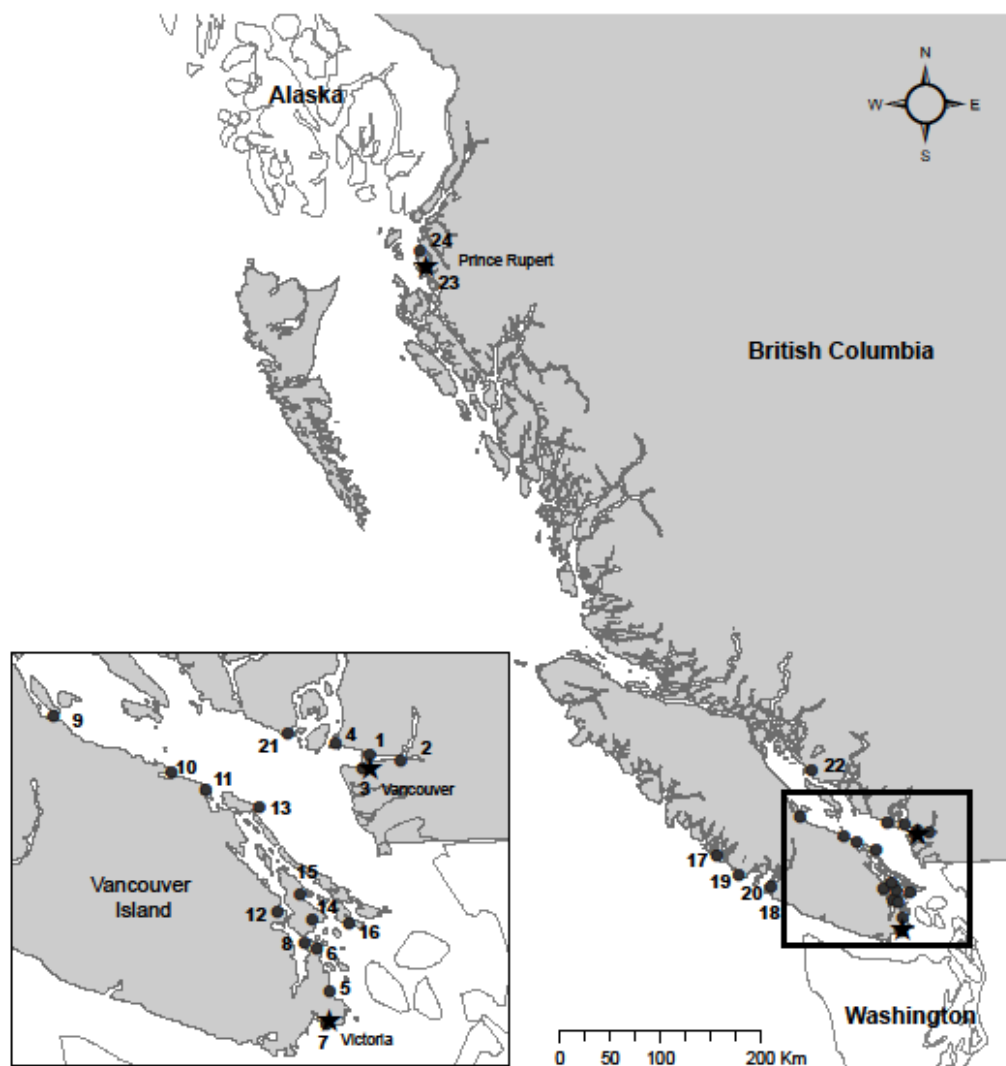 N
Alaska
W
E
S
24
Prince Rupert
23
British Columbia
9
4
1
2
21
10
3
Vancouver
11
13
22
15
Vancouver
Island
12
14
16
8
6
5
7
Victoria
17
19
20
18
Washington
0 50 100 200 Km